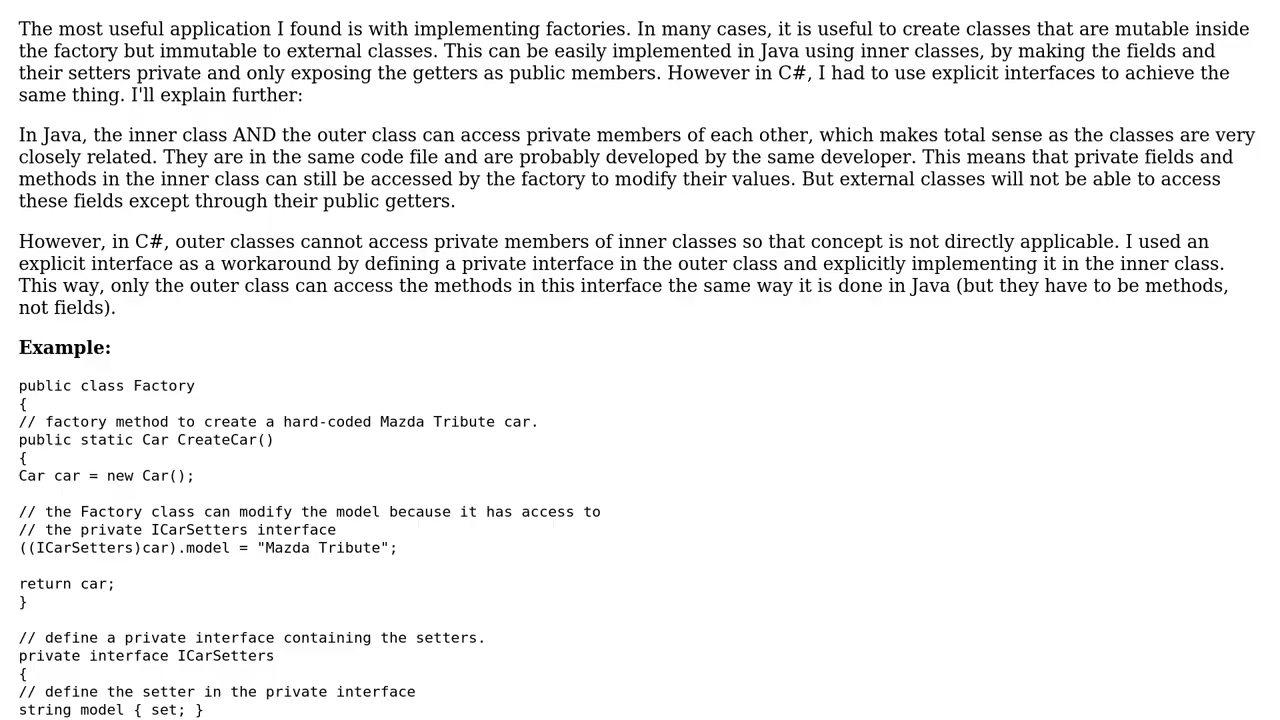 The most useful application I found is with implementing factories. In many cases, it is useful to create classes that are mutable inside
the factory but immutable to external classes. This can be easily implemented in Java using inner classes, by making the fields and
their setters private and only exposing the getters as public members. However in C#, I had to use explicit interfaces to achieve the
same thing. I'll explain further:
In Java, the inner class AND the outer class can access private members of each other, which makes total sense as the classes are very
closely related. They are in the same code file and are probably developed by the same developer. This means that private fields and
methods in the inner class can still be accessed by the factory to modify their values. But external classes will not be able to access
these fields except through their public getters.
However, in C#, outer classes cannot access private members of inner classes so that concept is not directly applicable. I used an
explicit interface as a workaround by defining a private interface in the outer class and explicitly implementing it in the inner class.
This way, only the outer class can access the methods in this interface the same way it is done in Java (but they have to be methods,
not fields).
Example:
public class Factory
{
// factory method to create a hard-coded Mazda Tribute car.
public static Car CreateCar()
{
Car car = new Car();
// the Factory class can modify the model because it has access to
// the private ICarSetters interface
((ICarSetters)car).model = "Mazda Tribute";
return car;
}
// define a private interface containing the setters.
private interface ICarSetters
{
// define the setter in the private interface
string model { set; }